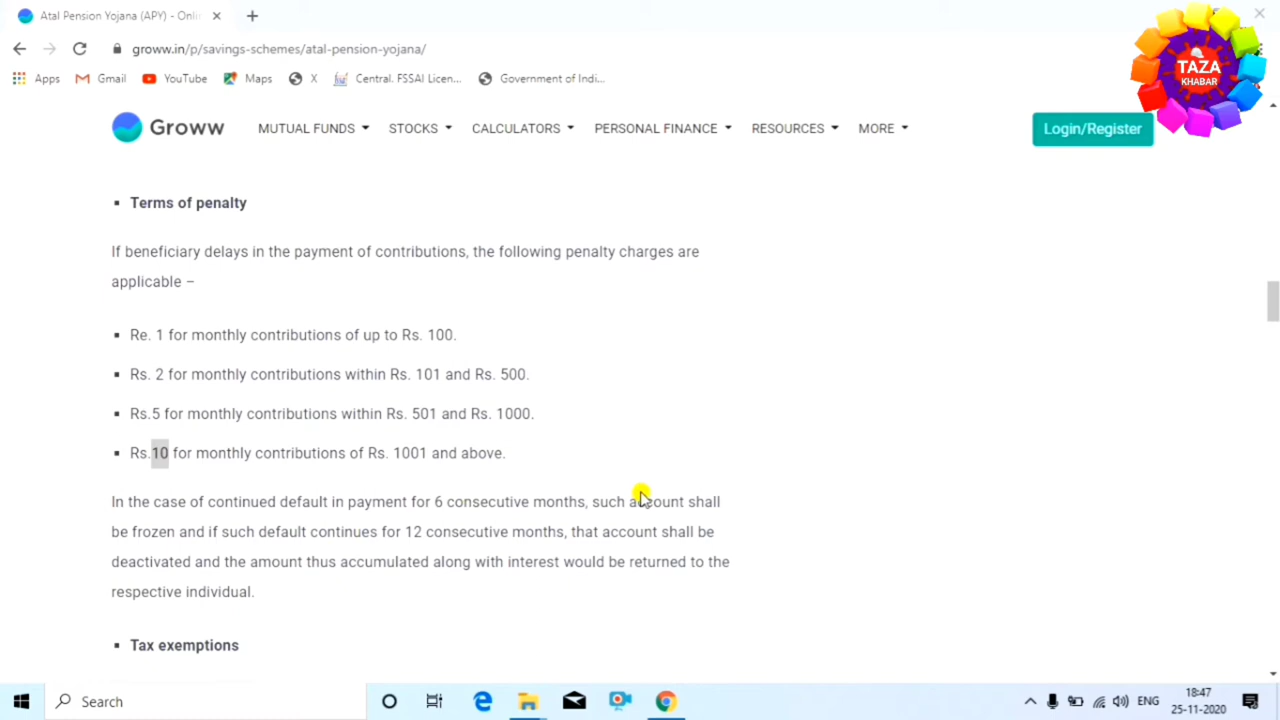 Atal Pension Yojana (APY) - Onli
groww.in/p/savings-schemes/atal-pension-yojana/
Apps Gmail YouTube Maps X Central. FSSAI Licen... Government of Indi...
TAZA
KHABAR
Groww MUTUAL FUNDS STOCKS CALCULATORS PERSONAL FINANCE RESOURCES MORE Login/Register
Terms of penalty
If beneficiary delays in the payment of contributions, the following penalty charges are
applicable –
Re. 1 for monthly contributions of up to Rs. 100.
Rs. 2 for monthly contributions within Rs. 101 and Rs. 500.
Rs.5 for monthly contributions within Rs. 501 and Rs. 1000.
Rs.10 for monthly contributions of Rs. 1001 and above.
In the case of continued default in payment for 6 consecutive months, such account shall
be frozen and if such default continues for 12 consecutive months, that account shall be
deactivated and the amount thus accumulated along with interest would be returned to the
respective individual.
Tax exemptions
Search
ENG
18:47
25-11-2020